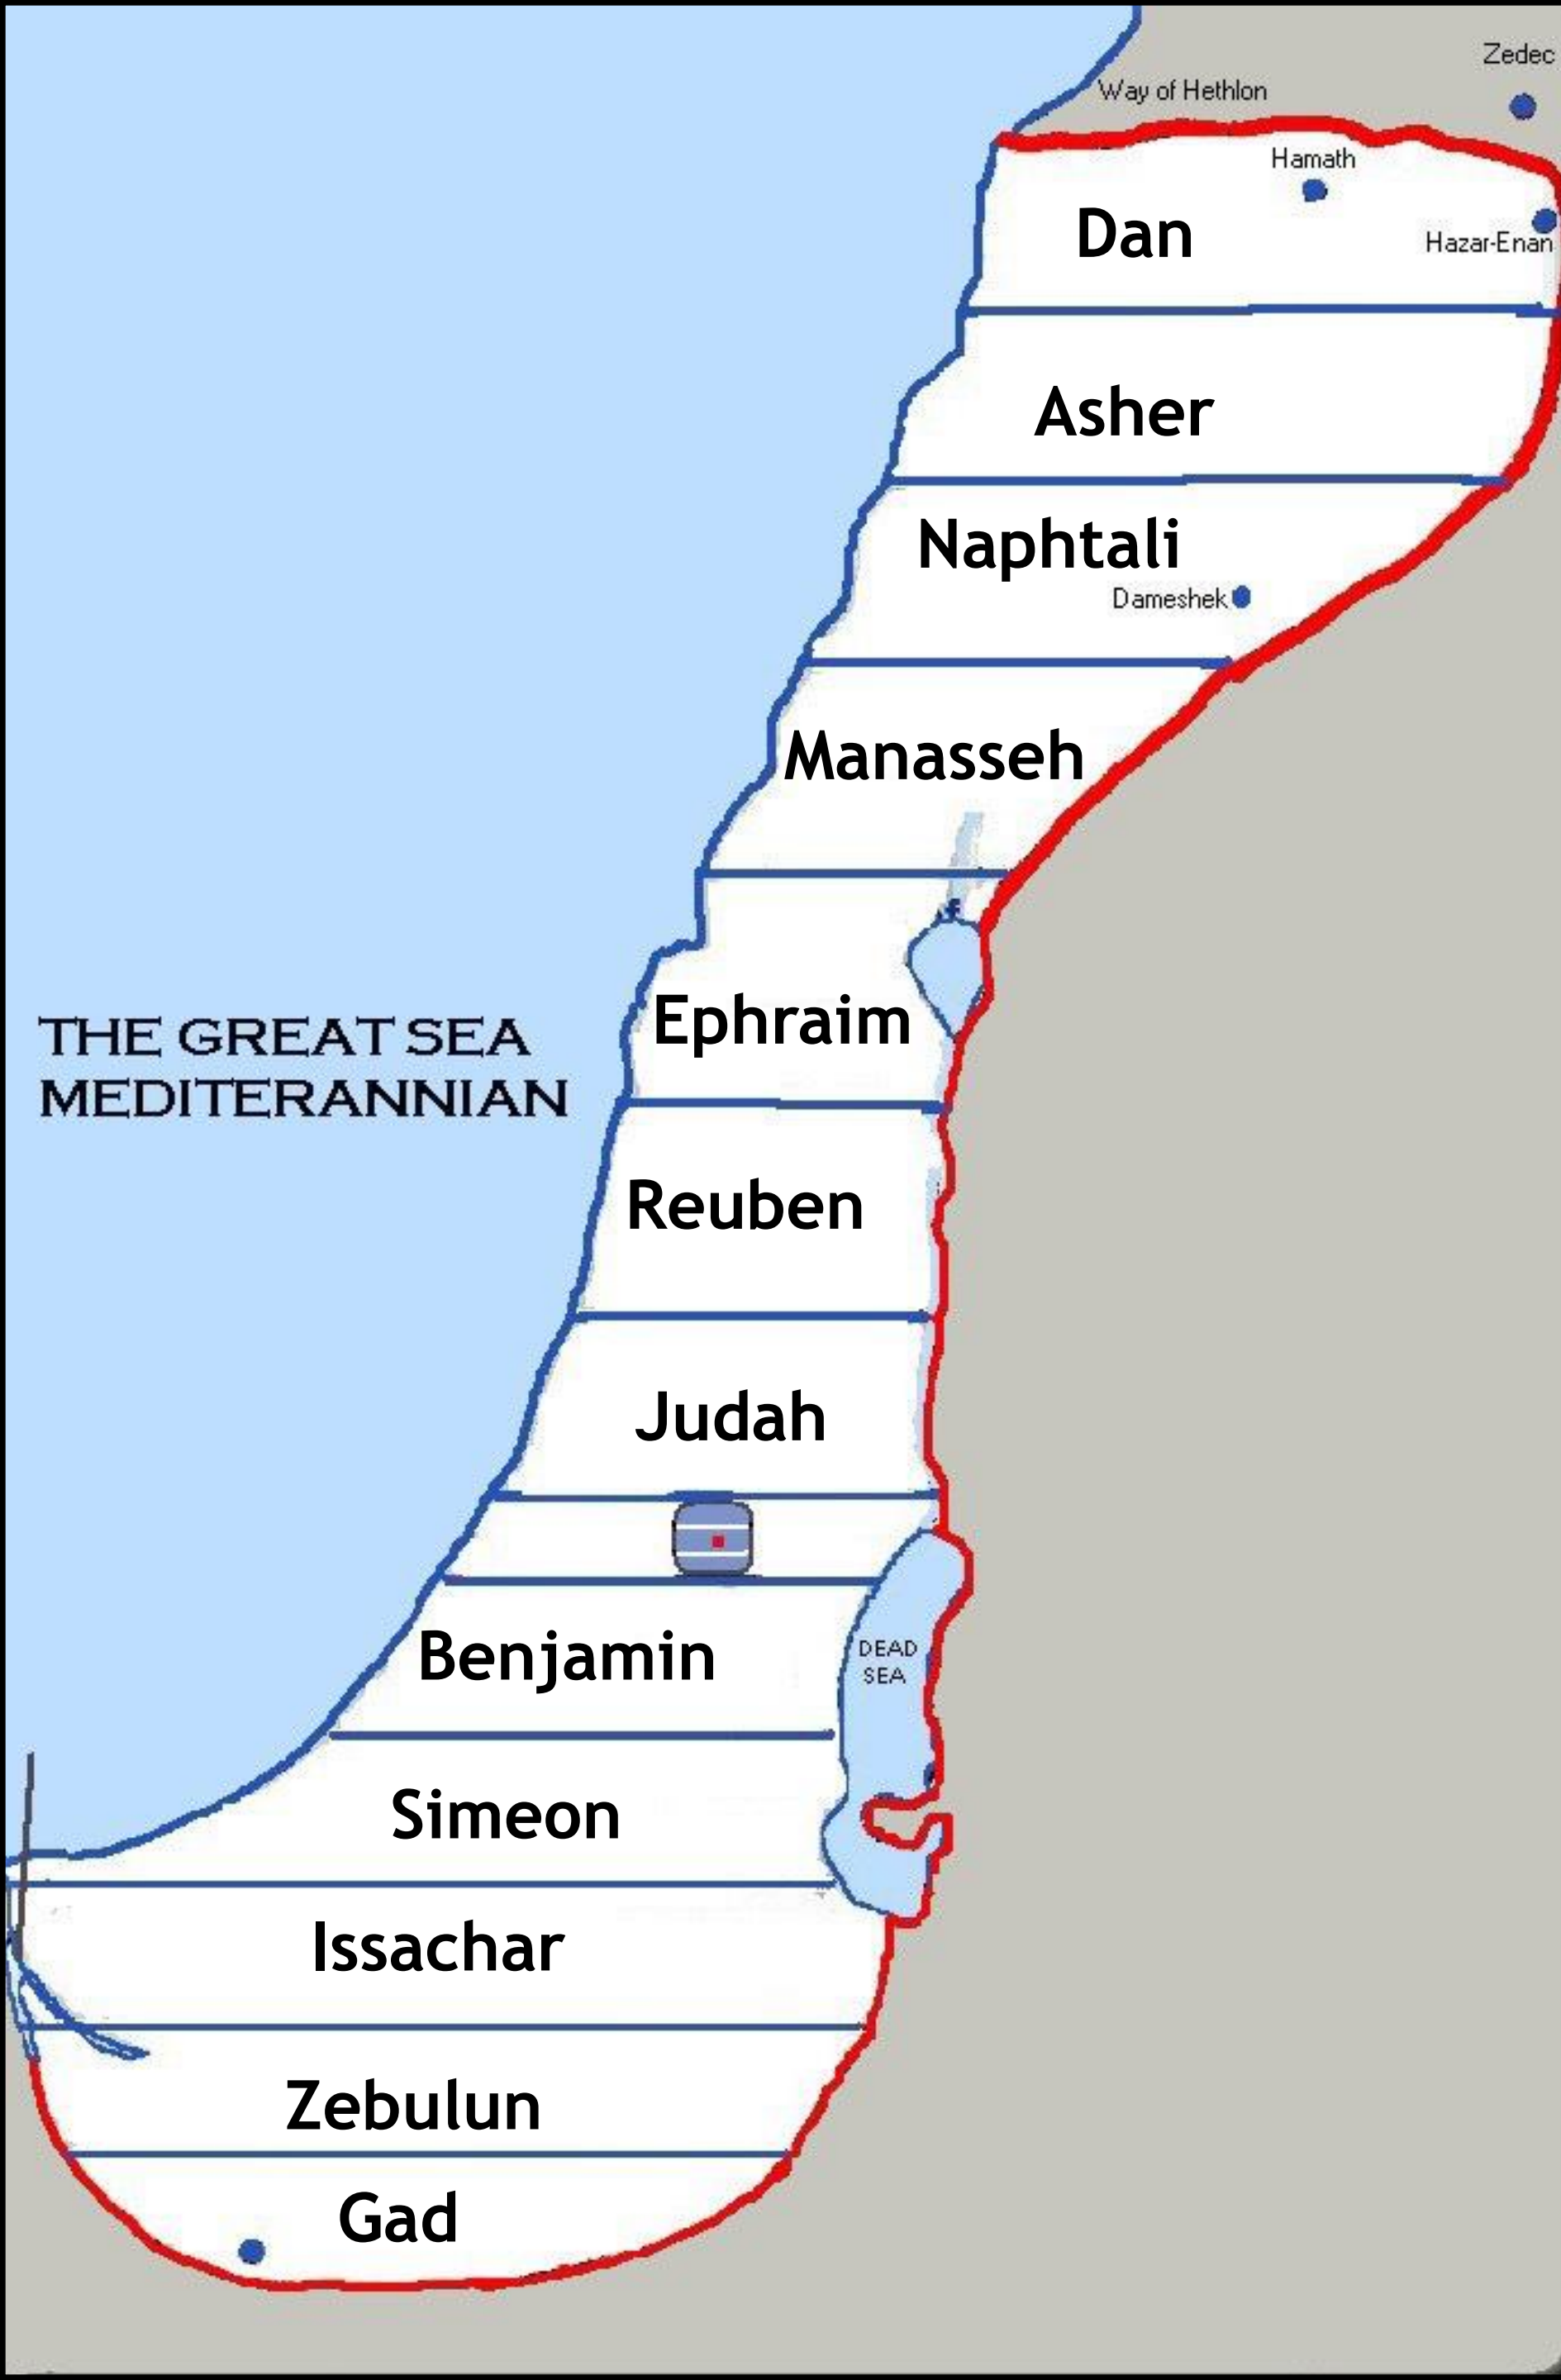 Zedec
Way of Hethlon
Hamath
Dan
Hazar-Enan
Asher
Naphtali
Dameshek
Manasseh
Ephraim
THE GREAT SEA
MEDITERANNIAN
Reuben
Judah
Benjamin
DEAD
SEA
Simeon
Issachar
Zebulun
Gad